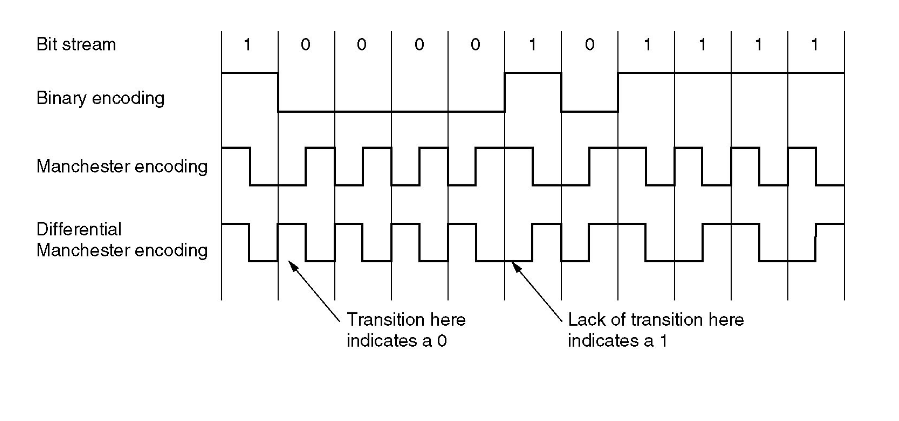 Bit stream 1 0 0 0 0 1 0 1 1 1 1
Binary encoding
Manchester encoding
Differential
Manchester encoding
Transition here
indicates a 0
Lack of transition here
indicates a 1